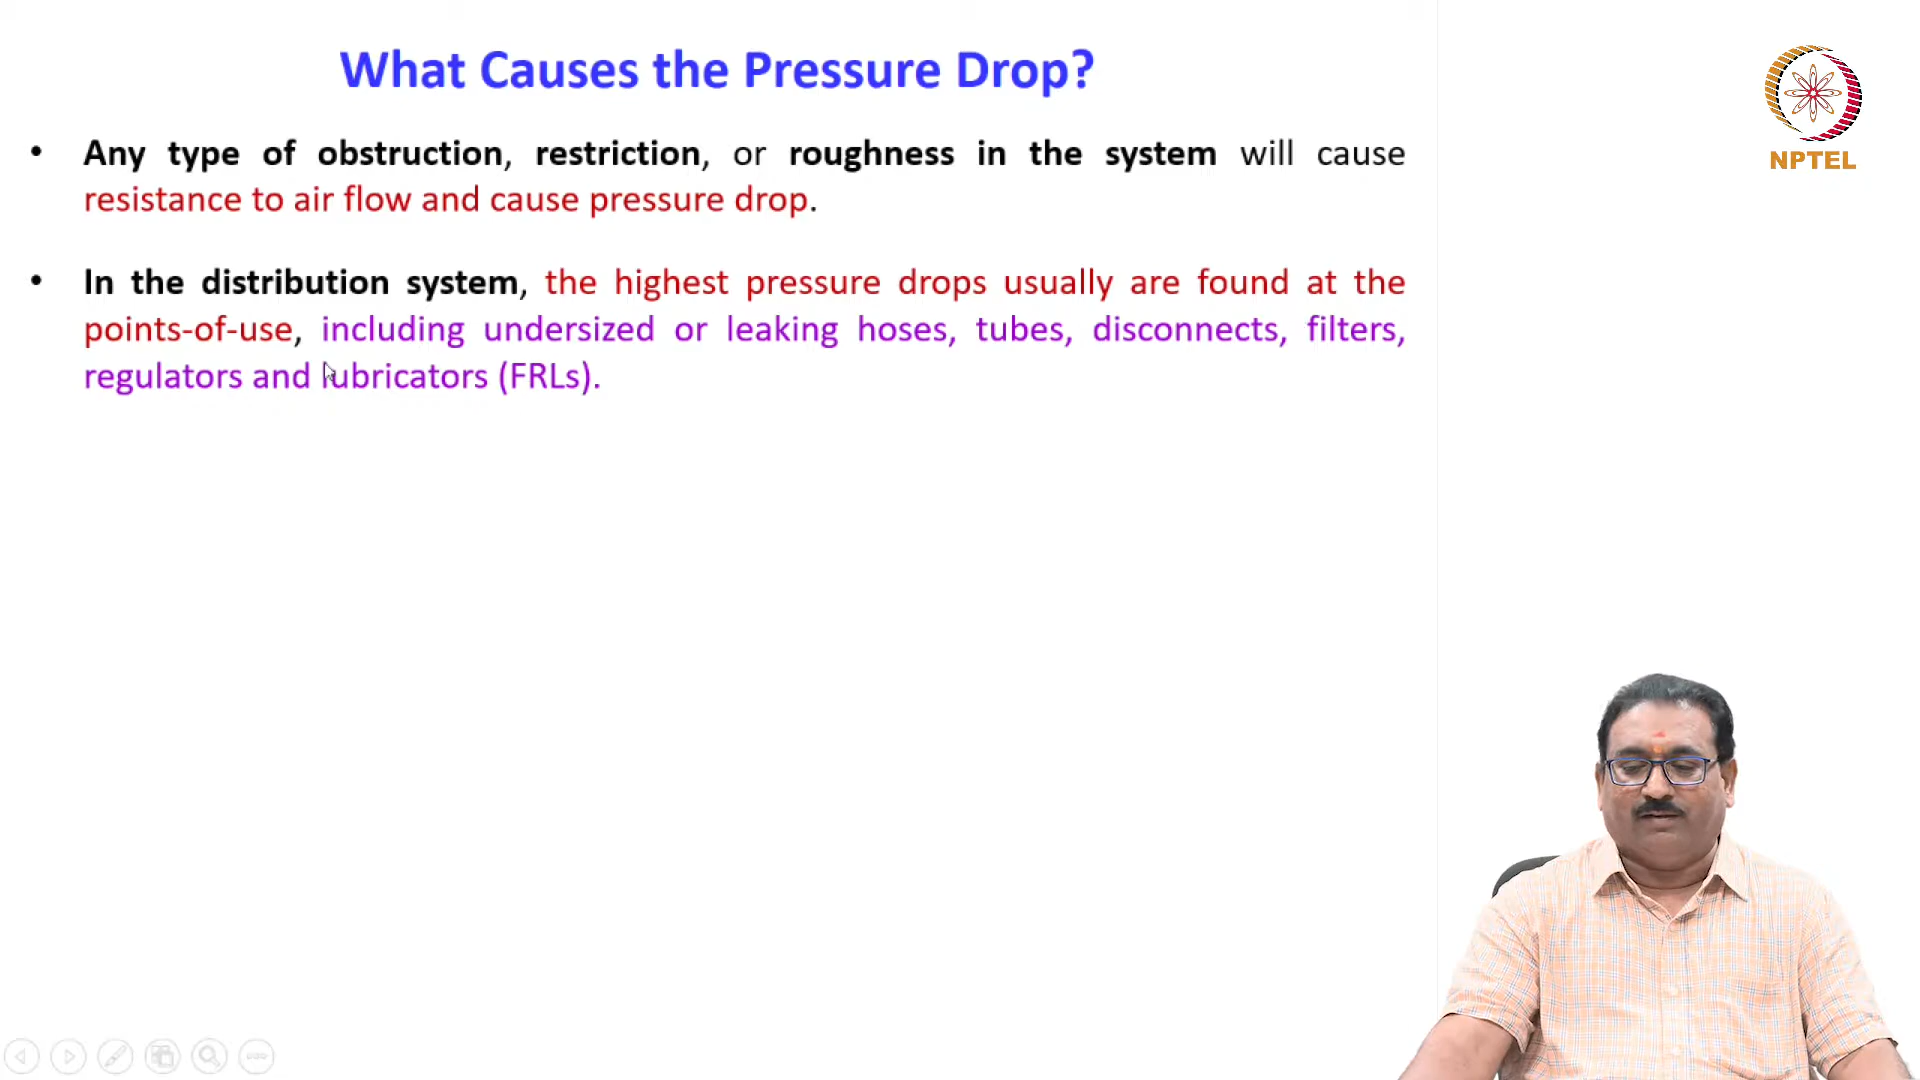 What Causes the Pressure Drop?
• Any type of obstruction, restriction, or roughness in the system will cause
resistance to air flow and cause pressure drop.
• In the distribution system, the highest pressure drops usually are found at the
points-of-use, including undersized or leaking hoses, tubes, disconnects, filters,
regulators and lubricators (FRLs).
NPTEL